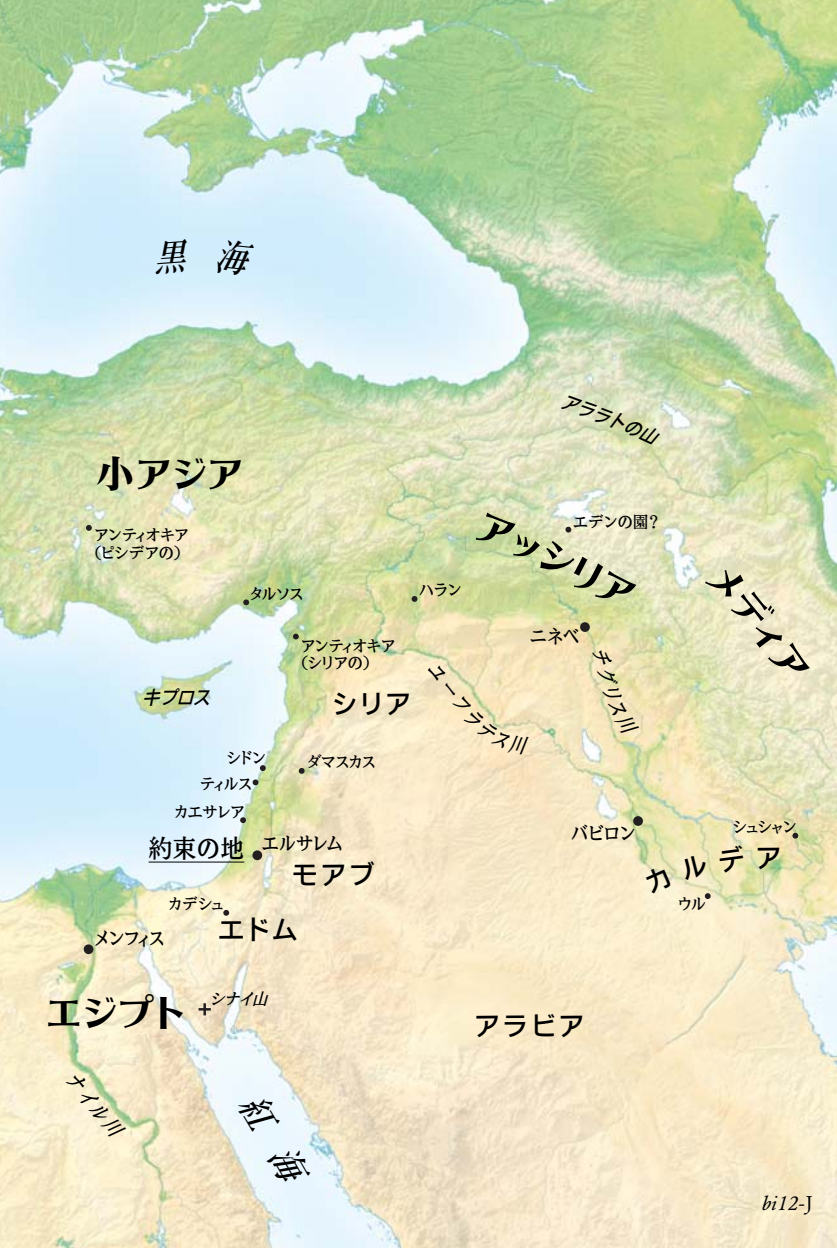 黒 海
アララトの山
小アジア
アンティオキア
(ピシデアの)
エデンの園？
アッシリア
メディア
タルソス
ハラン
ニネベ
アンティオキア
(シリアの)
チグリス川
ユーフラテス川
キプロス
シリア
シドン
ダマスカス
ティルス
カエサレア
約束の地
エルサレム
モアブ
バビロン
シュシャン
カルデア
ウル
カデシュ
エドム
メンフィス
エジプト
シナイ山
アラビア
ナイル川
紅 海
bi12-J